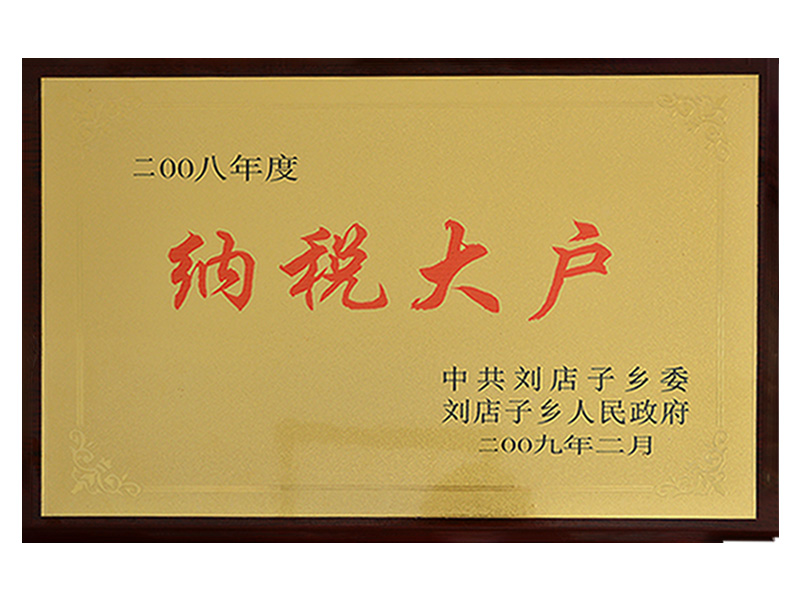 二00八年度
纳税大户
中共刘店子乡委
刘店子乡人民政府
二00九年二月